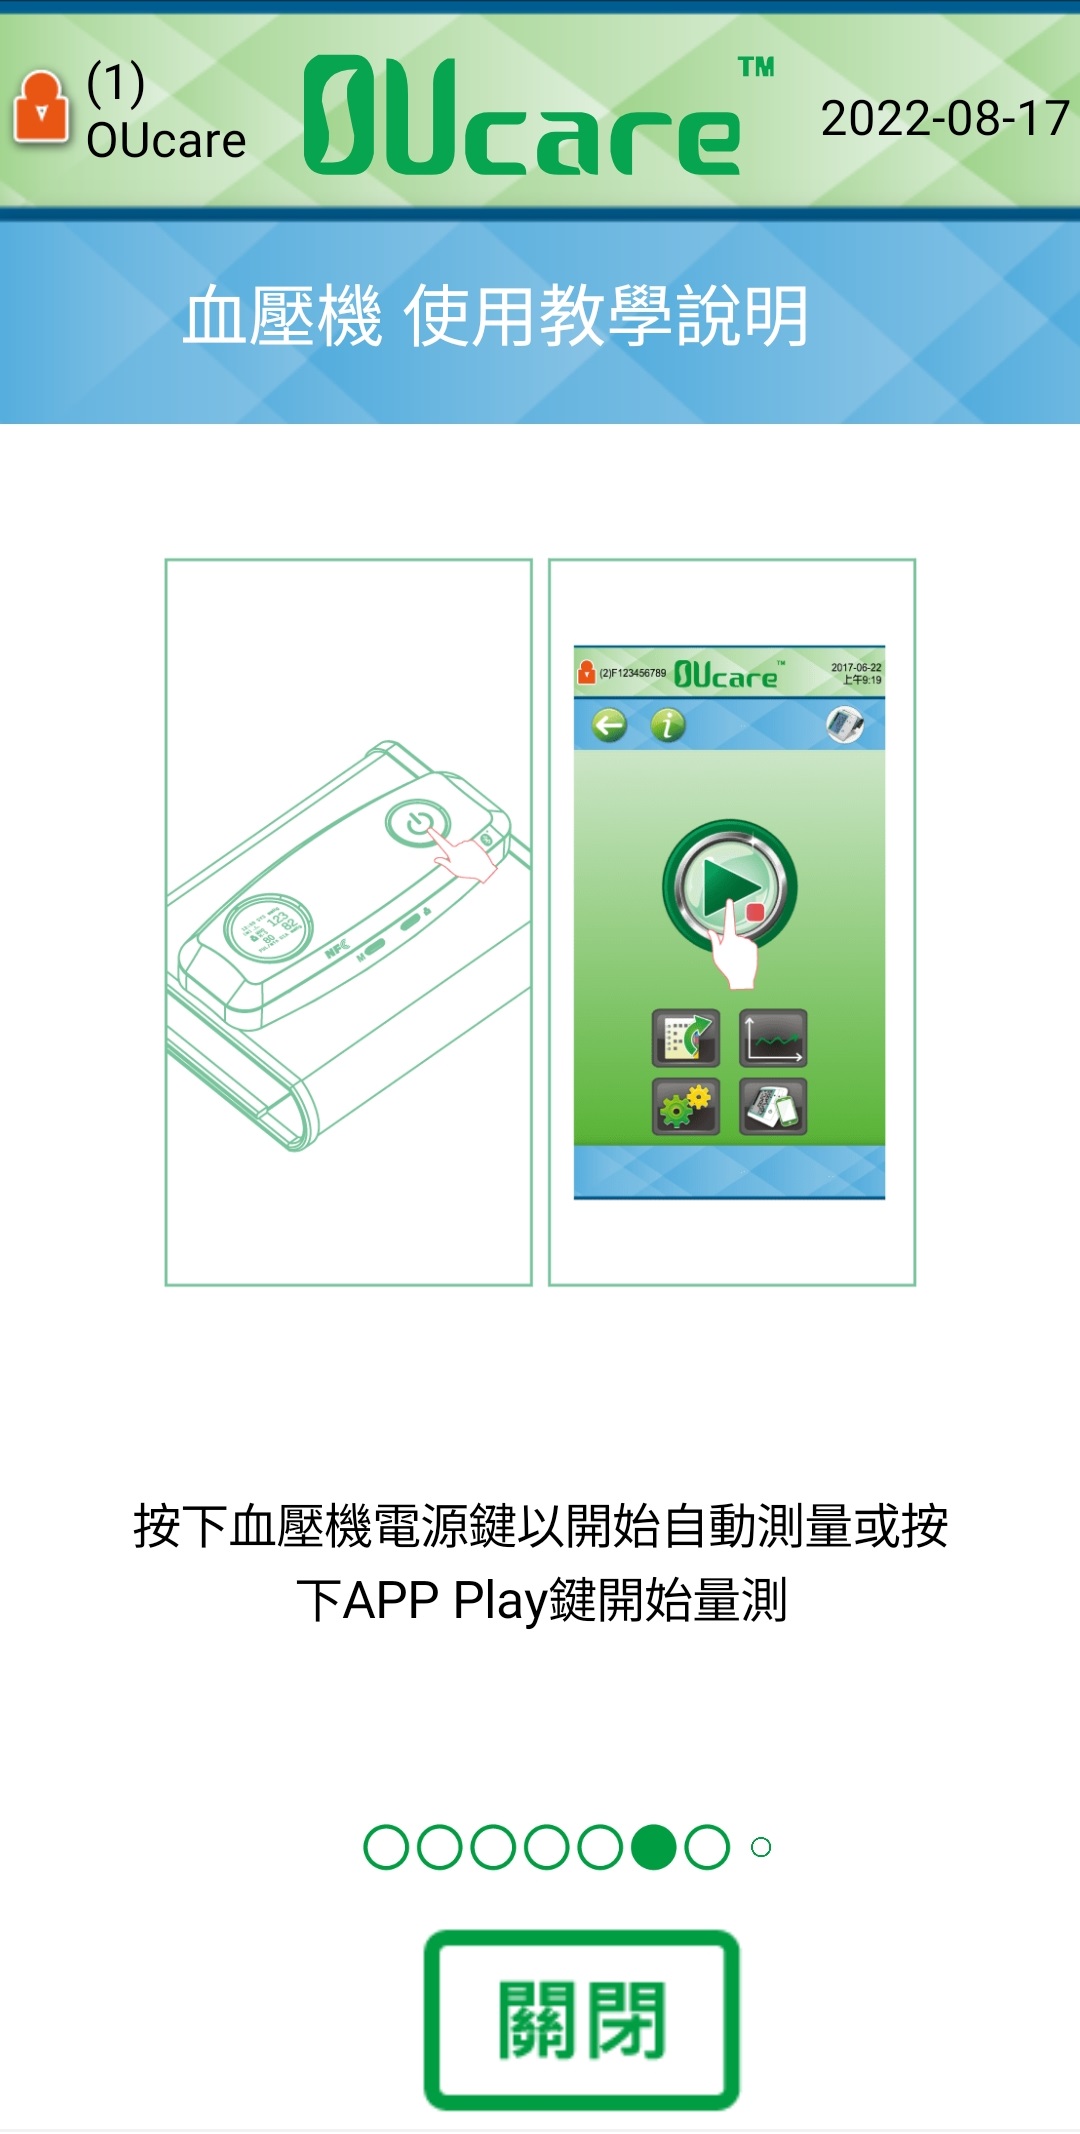 (1)
OUcare
OUcare™
2022-08-17
血壓機 使用教學說明
NFC
M
(2)F123456789
OUcare™
2017-06-22
上午9:19
按下血壓機電源鍵以開始自動測量或按
下APP Play鍵開始量測
關閉